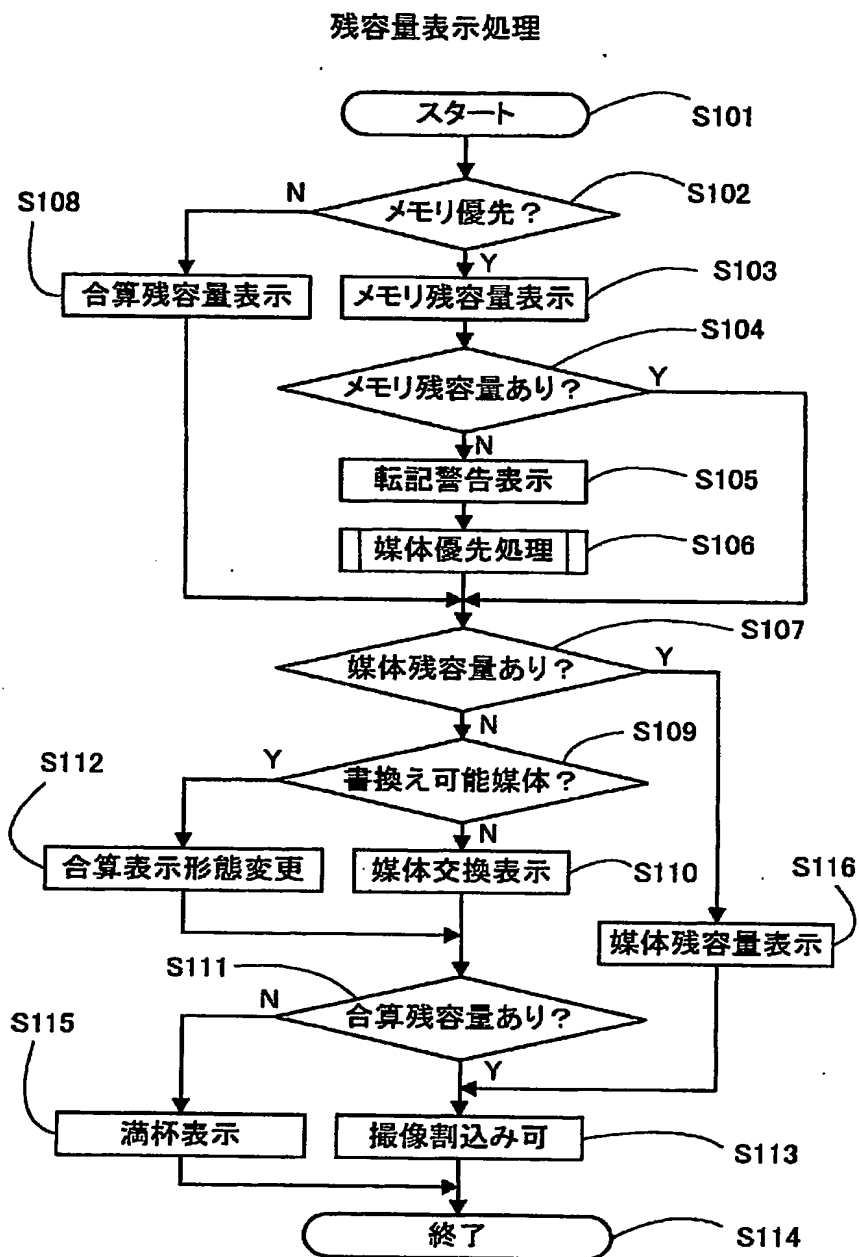 残容量表示処理
スタート
S101
N
S102
S108
メモリ優先？
Y
S103
合算残容量表示
メモリ残容量表示
S104
メモリ残容量あり？
Y
N
転記警告表示
S105
媒体優先処理
S106
S107
媒体残容量あり？
Y
N
S109
Y
S112
書換え可能媒体？
N
合算表示形態変更
媒体交換表示
S110
S116
媒体残容量表示
S111
N
合算残容量あり？
S115
Y
満杯表示
撮像割込み可
S113
終了
S114